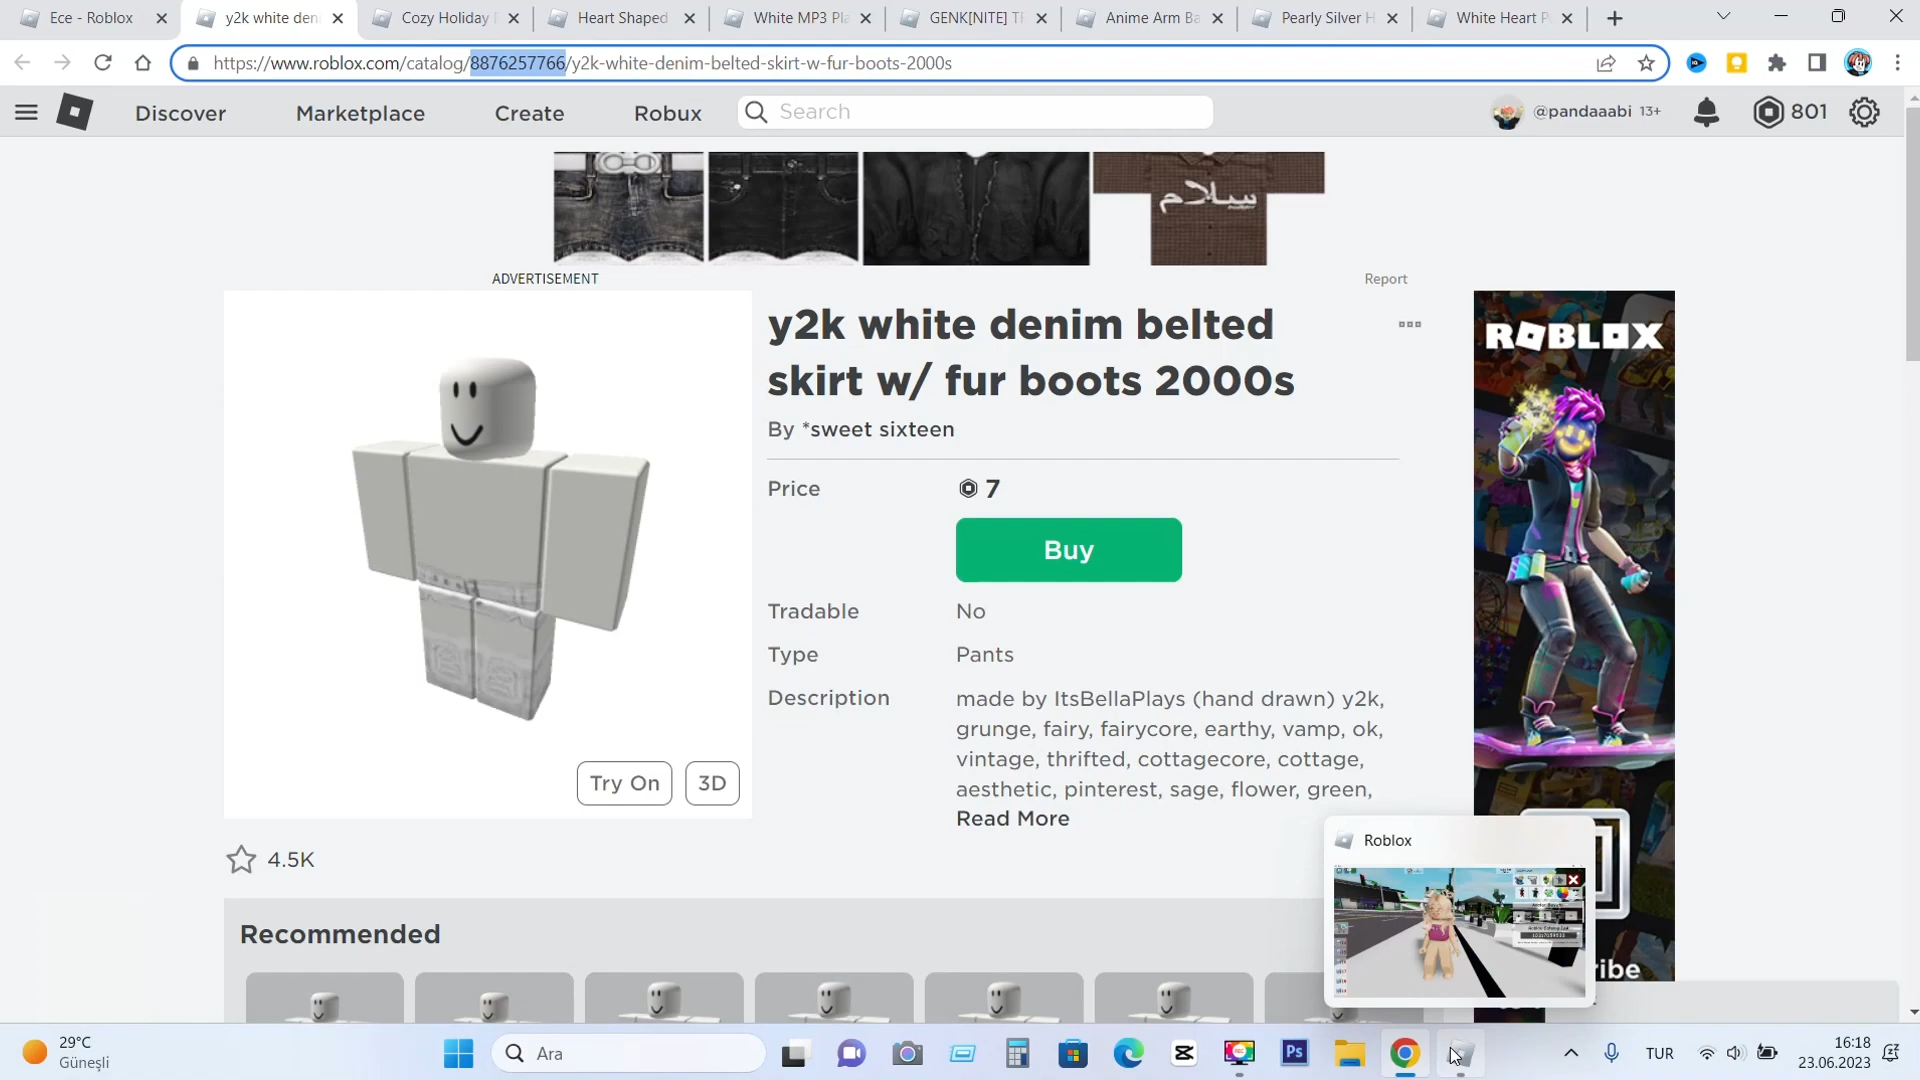 Ece - Roblox
y2k white den
Cozy Holiday
Heart Shaped
White MP3 Pla
GENK[NITE] T
Anime Arm Ba
Pearly Silver H
White Heart P
https://www.roblox.com/catalog/8876257766/y2k-white-denim-belted-skirt-w-fur-boots-2000s
Discover
Marketplace
Create
Robux
Search
@pandaaabi 13+
801
سلام
ADVERTISEMENT
Report
y2k white denim belted
skirt w/ fur boots 2000s
By *sweet sixteen
Price
7
Buy
Tradable
No
Type
Pants
Description
made by ItsBellaPlays (hand drawn) y2k,
grunge, fairy, fairycore, earthy, vamp, ok,
vintage, thrifted, cottagecore, cottage,
aesthetic, pinterest, sage, flower, green,
Read More
Try On
3D
4.5K
Recommended
ROBLOX
Roblox
ibe
29°C
Güneşli
Ara
Ps
TUR
16:18
23.06.2023